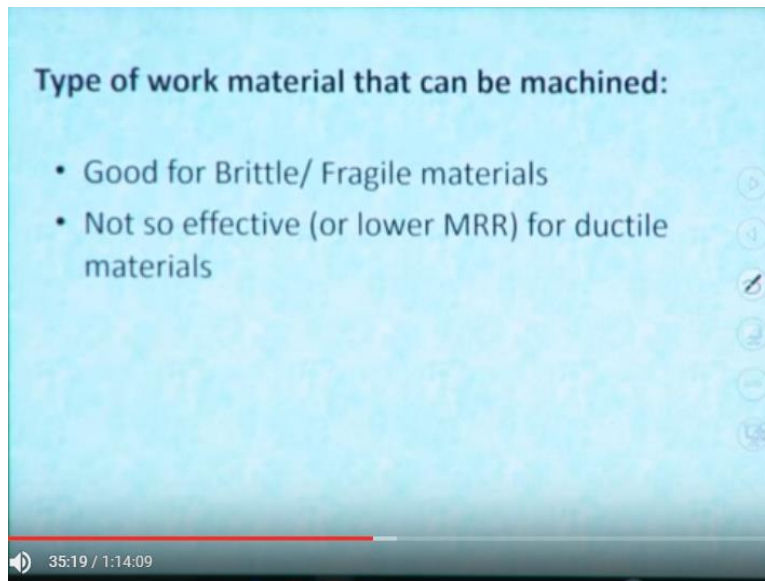 Type of work material that can be machined:
• Good for Brittle/ Fragile materials
• Not so effective (or lower MRR) for ductile
materials
35:19 / 1:14:09